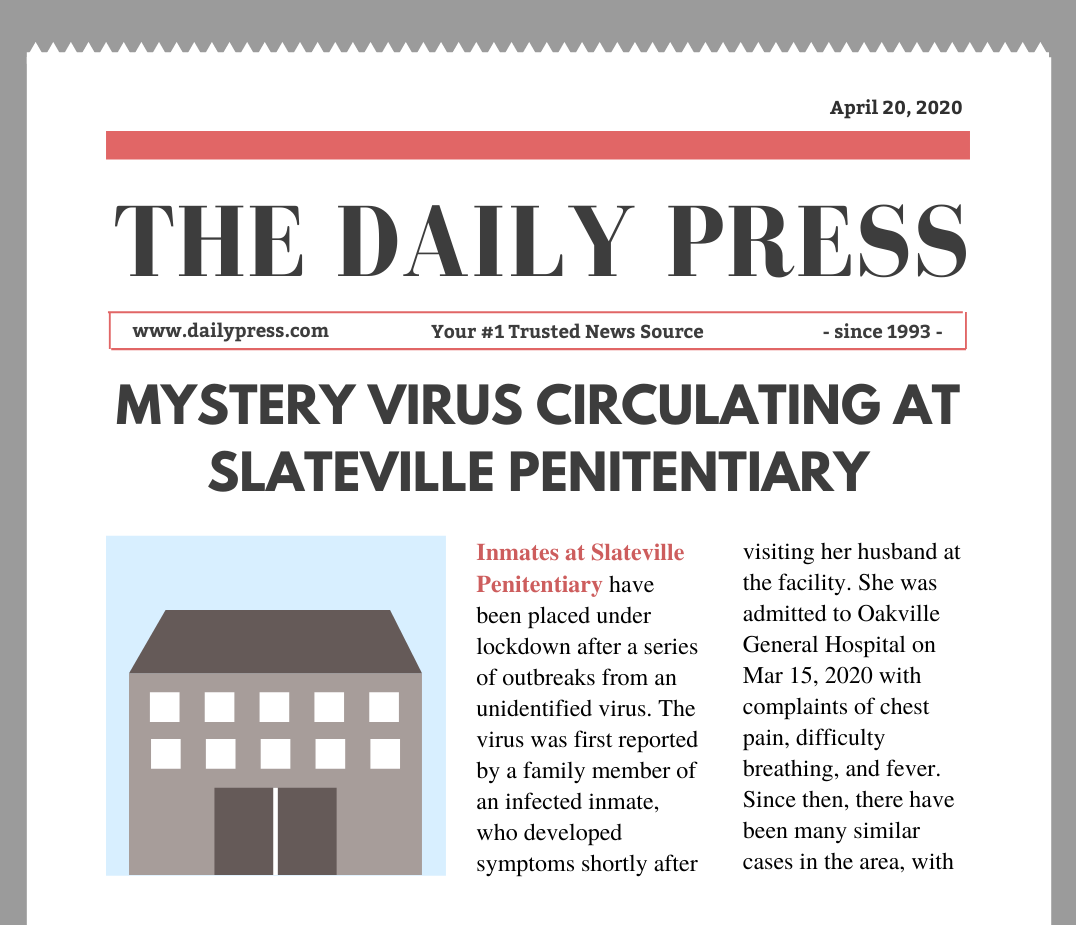 April 20, 2020
THE DAILY PRESS
www.dailypress.com Your #1 Trusted News Source - since 1993 -
MYSTERY VIRUS CIRCULATING AT
SLATEVILLE PENITENTIARY
Inmates at Slateville
Penitentiary have
been placed under
lockdown after a series
of outbreaks from an
unidentified virus. The
virus was first reported
by a family member of
an infected inmate,
who developed
symptoms shortly after
visiting her husband at
the facility. She was
admitted to Oakville
General Hospital on
Mar 15, 2020 with
complaints of chest
pain, difficulty
breathing, and fever.
Since then, there have
been many similar
cases in the area, with